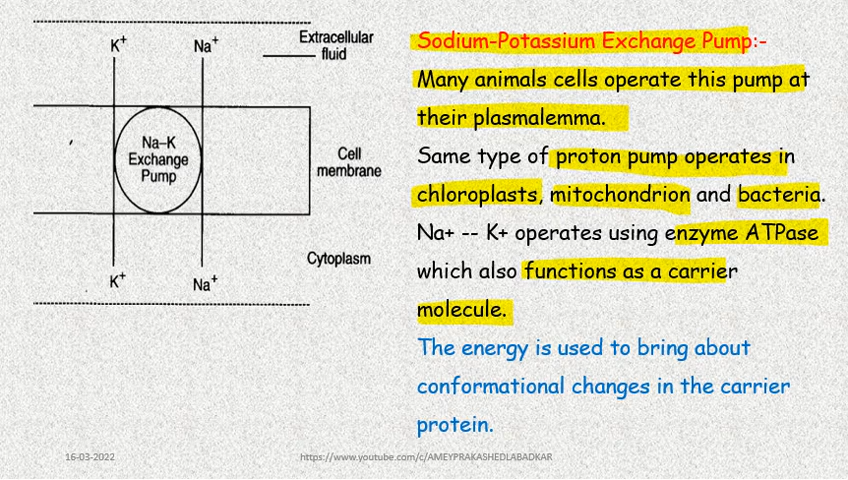 K+ Na+ Extracellular
fluid
Na–K
Exchange
Pump
Cell
membrane
Cytoplasm
K+ Na+
Sodium-Potassium Exchange Pump:-
Many animals cells operate this pump at
their plasmalemma.
Same type of proton pump operates in
chloroplasts, mitochondrion and bacteria.
Na+ -- K+ operates using enzyme ATPase
which also functions as a carrier
molecule.
The energy is used to bring about
conformational changes in the carrier
protein.
16-03-2022
https://www.youtube.com/c/AMEYPRAKASHEDLABADKAR